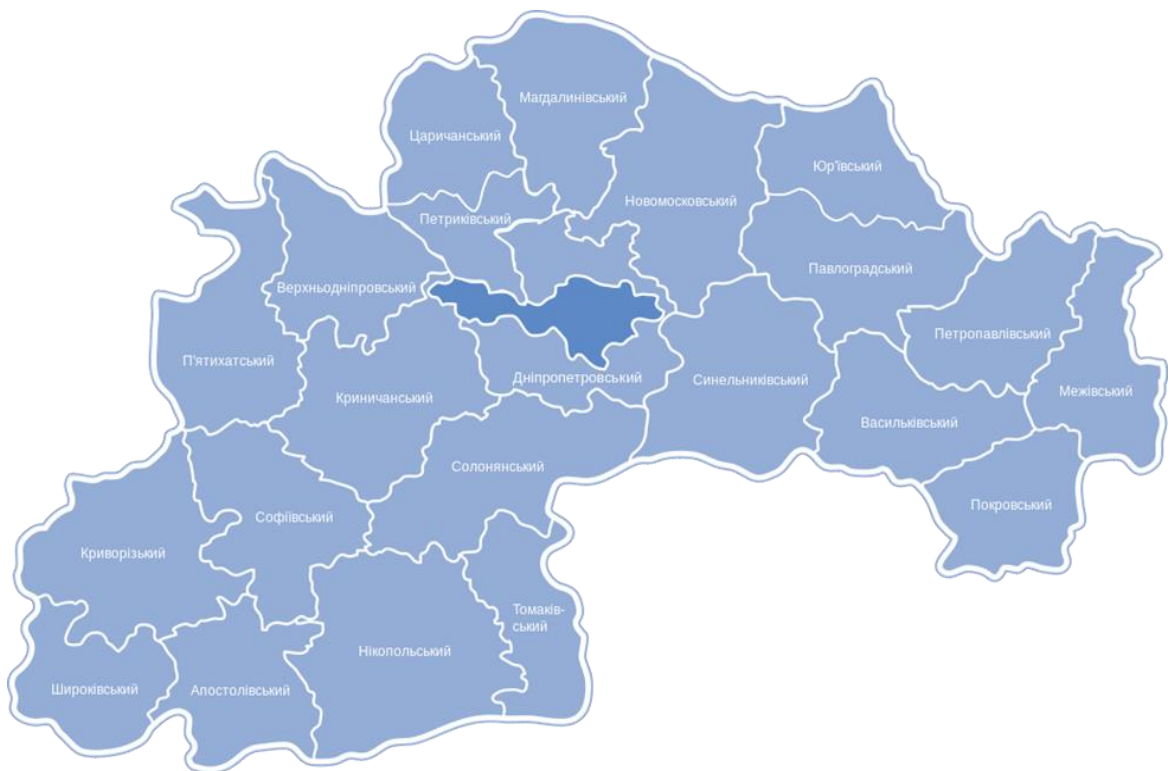 Магдалинівський
Царичанський
Юр'ївський
Новомосковський
Петриківський
Павлоградський
Верхньодніпровський
Петропавлівський
П'ятихатський
Дніпропетровський
Синельниківський
Межівський
Криничанський
Васильківський
Солонянський
Покровський
Софіївський
Криворізький
Томаків-
ський
Нікопольський
Широківський
Апостолівський